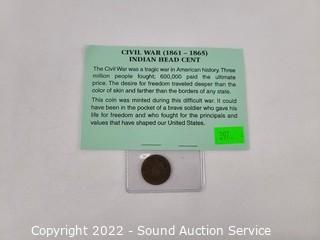 CIVIL WAR (1861 – 1865)
INDIAN HEAD CENT
The Civil War was a tragic war in American history. Three
million people fought; 600,000 paid the ultimate
price. The desire for freedom traveled deeper than the
color of skin and farther than the borders of any state.
This coin was minted during this difficult war. It could
have been in the pocket of a brave soldier who gave his
life for freedom and who fought for the principals and
values that have shaped our United States.
297
Copyright 2022 - Sound Auction Service